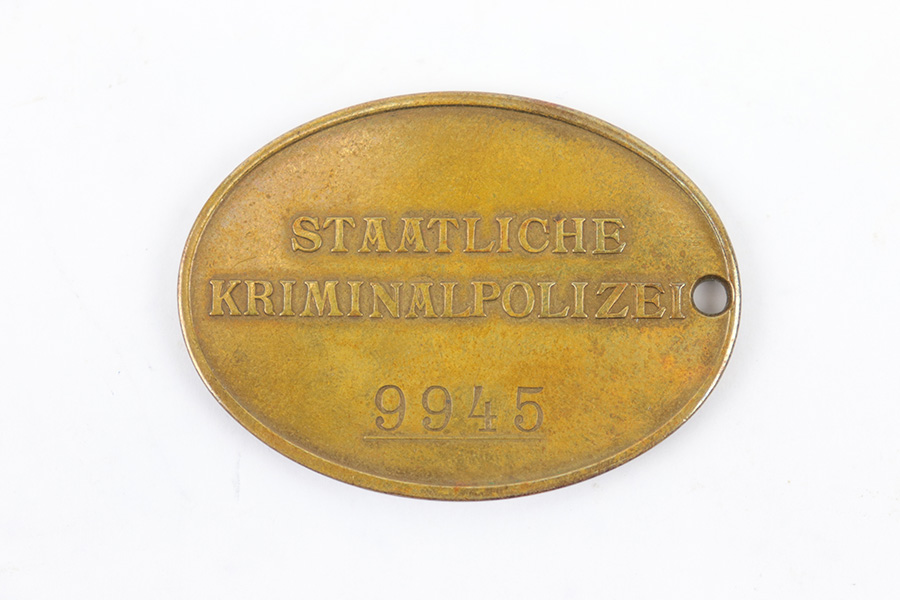 STAATLICHE
KRIMINALPOLIZEI
9945